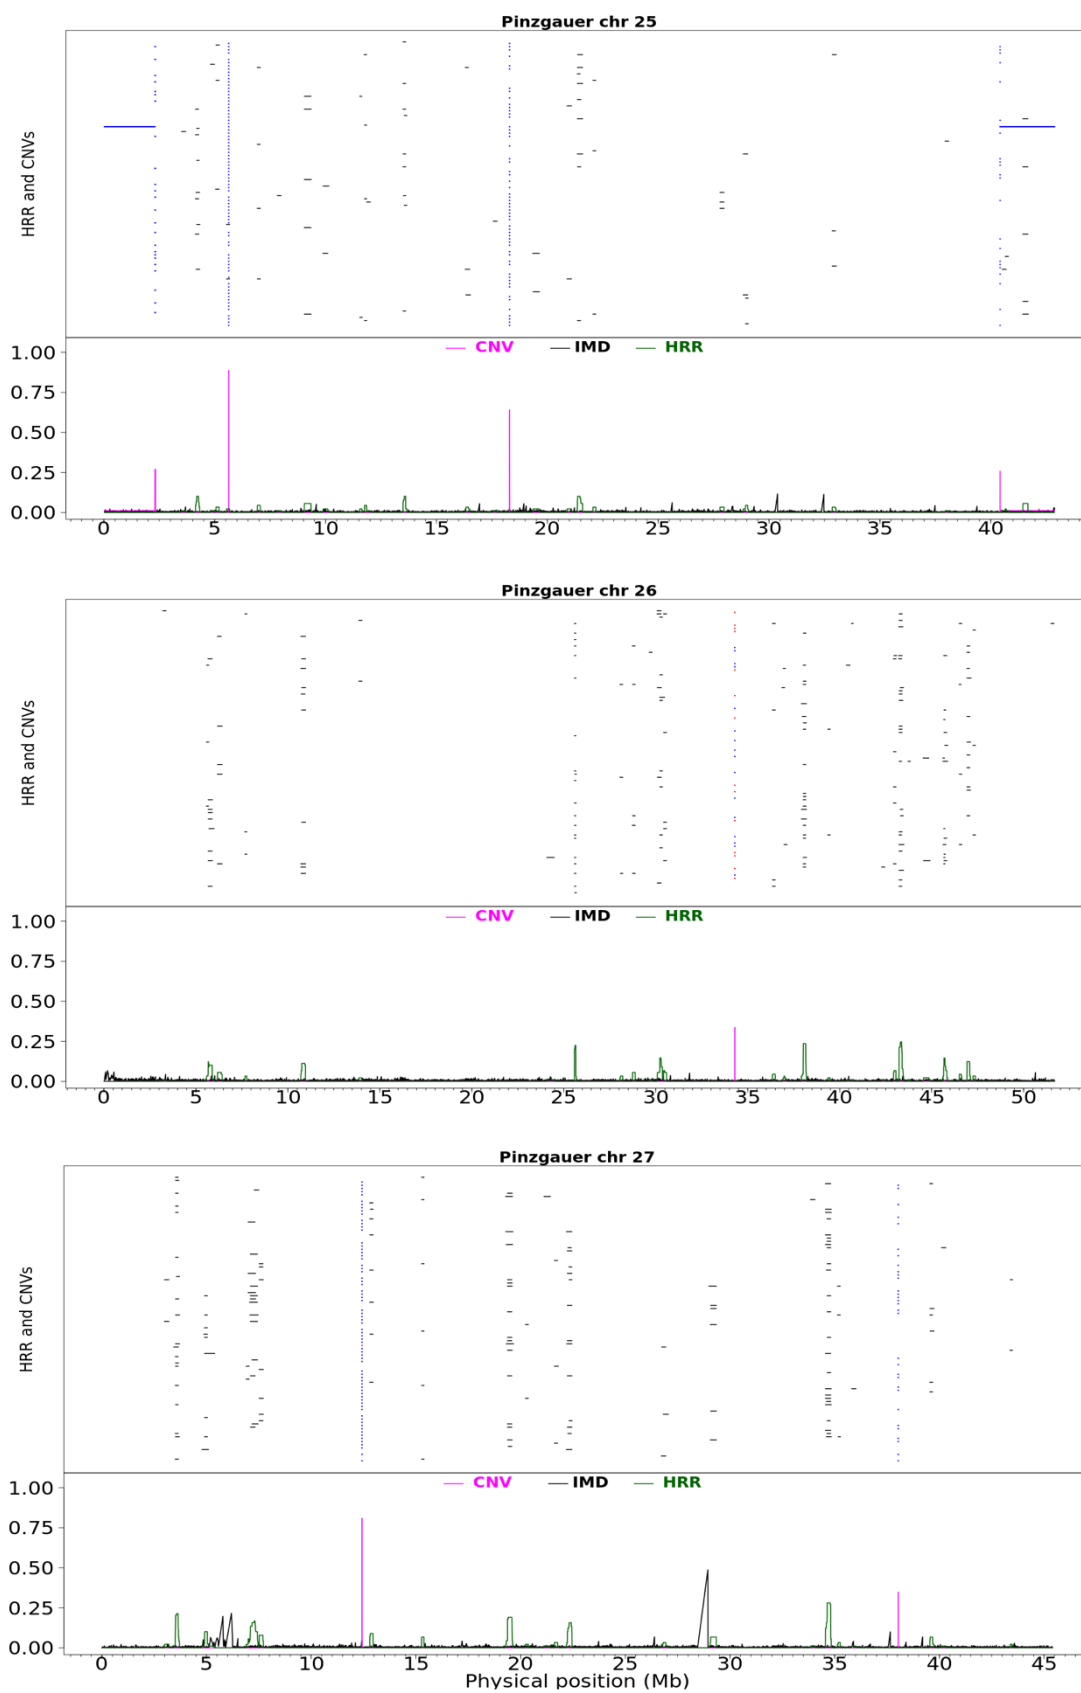 Pinzgauer chr 25
HRR and CNVs
CNV IMD HRR
1.00
0.75
0.50
0.25
0.00
0 5 10 15 20 25 30 35 40
Pinzgauer chr 26
HRR and CNVs
CNV IMD HRR
1.00
0.75
0.50
0.25
0.00
0 5 10 15 20 25 30 35 40 45 50
Pinzgauer chr 27
HRR and CNVs
CNV IMD HRR
1.00
0.75
0.50
0.25
0.00
0 5 10 15 20 25 30 35 40 45
Physical position (Mb)